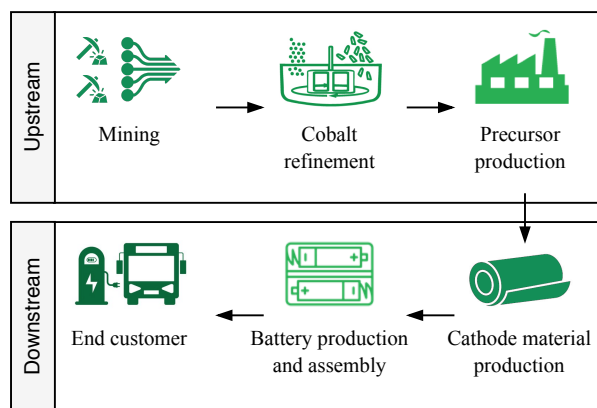 Upstream
Mining
Cobalt
refinement
Precursor
production
Downstream
End customer
Battery production
and assembly
Cathode material
production